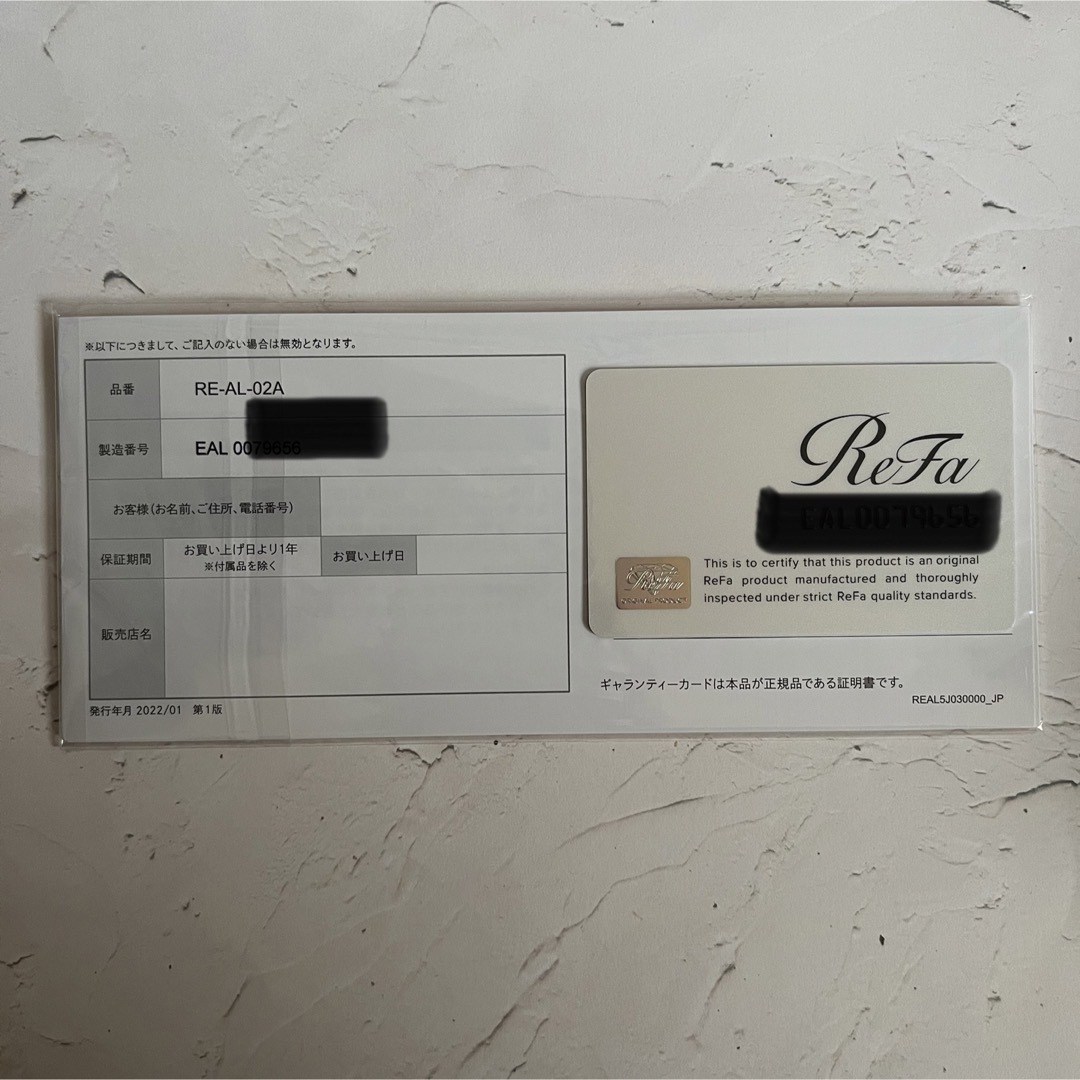 ※以下につきまして、ご記入のない場合は無効となります。
品番 RE-AL-02A
製造番号 EAL 00
お客様(お名前、ご住所、電話番号)
保証期間 お買い上げ日より1年 お買い上げ日
※付属品を除く
販売店名
発行年月 2022/01 第1版
ReFa
This is to certify that this product is an original
ReFa product manufactured and thoroughly
inspected under strict ReFa quality standards.
ORIGINAL PRODUCT
ギャランティーカードは本品が正規品である証明書です。
REAL5J030000_JP